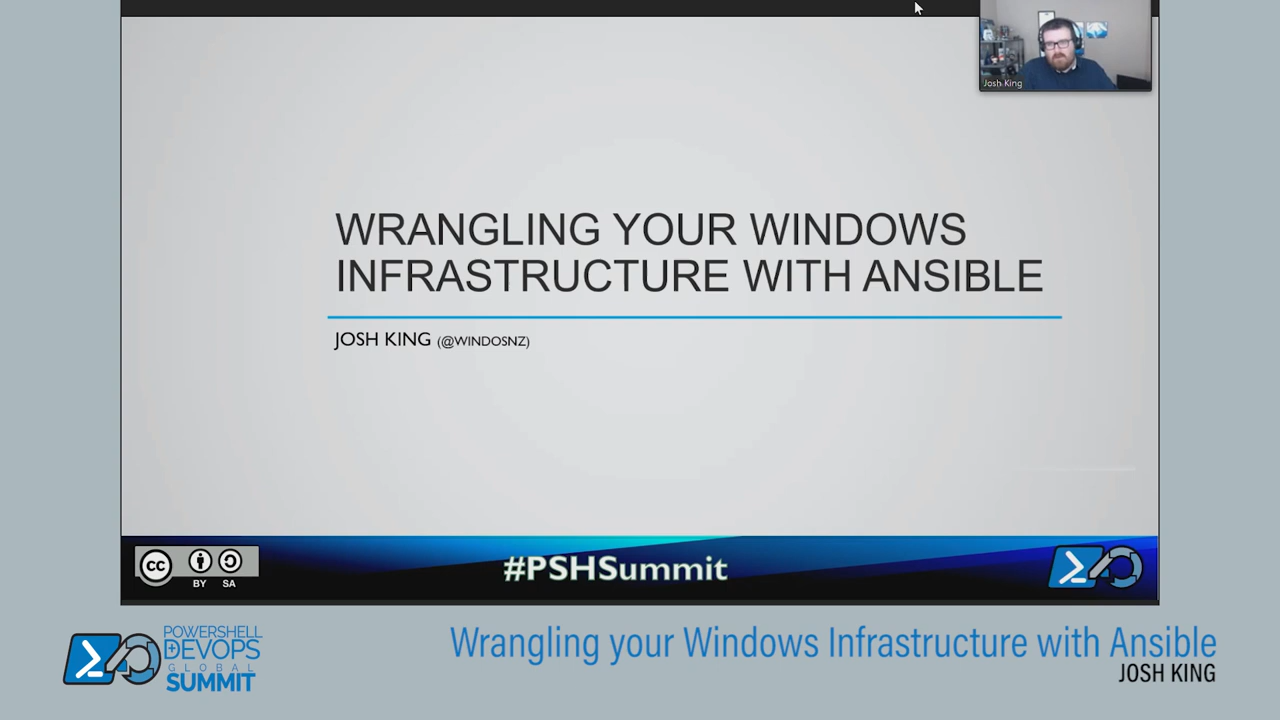 Josh King
WRANGLING YOUR WINDOWS
INFRASTRUCTURE WITH ANSIBLE
JOSH KING (@WINDOSNZ)
cc
BY SA
#PSHSummit
POWERSHELL
DEVOPS
GLOBAL
SUMMIT
Wrangling your Windows Infrastructure with Ansible
JOSH KING